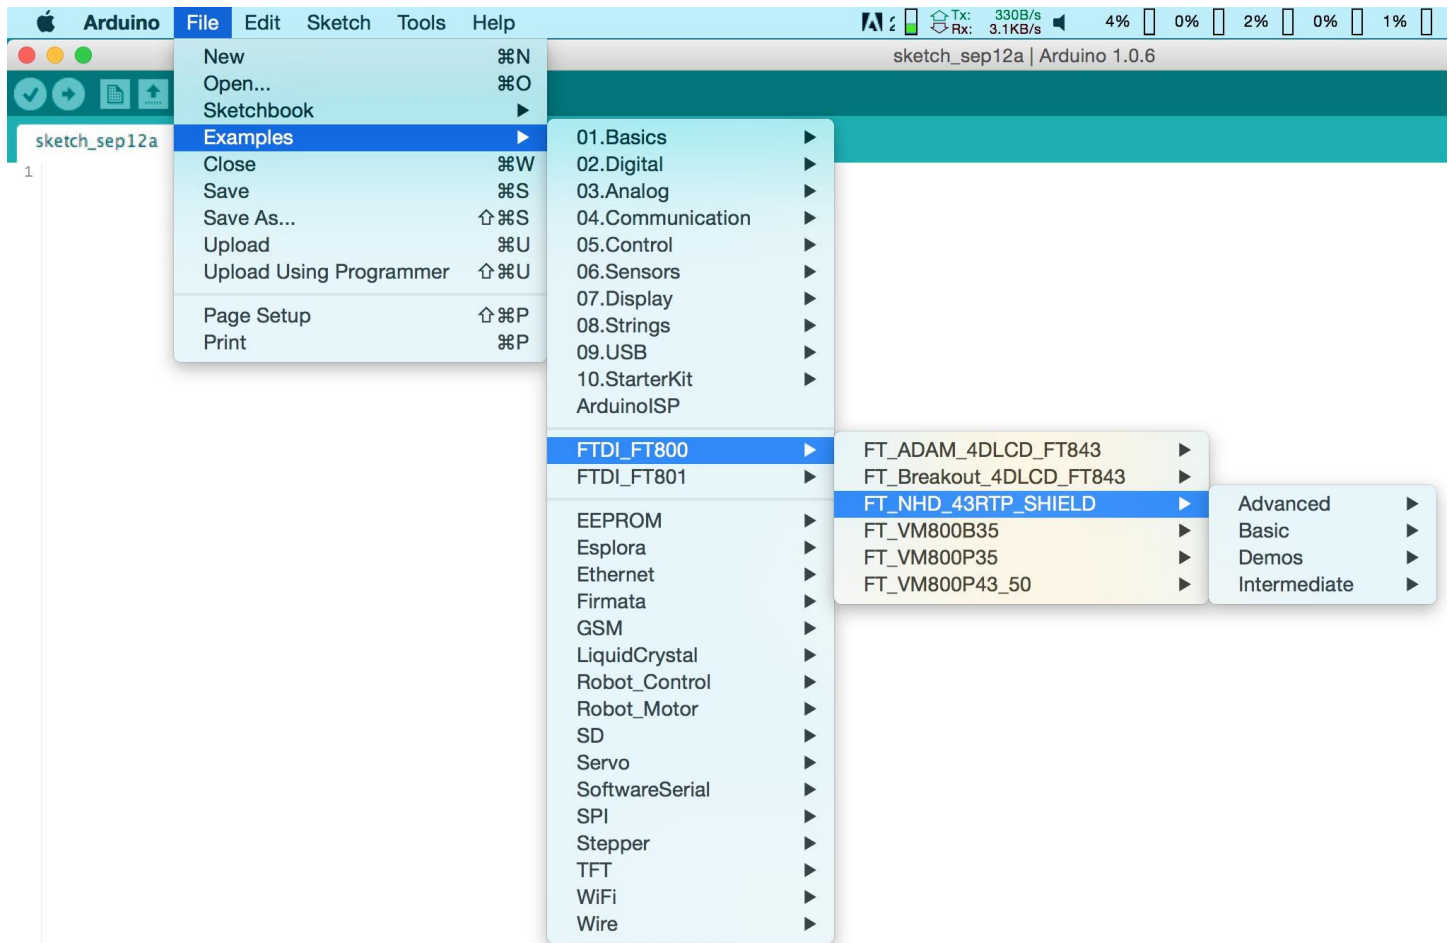 Arduino File Edit Sketch Tools Help
2 Tx: 330B/s 4% 0% 2% 0% 1%
Rx: 3.1KB/s
sketch_sep12a | Arduino 1.0.6
sketch_sep12a
1
New ⌘N
Open... ⌘O
Sketchbook ▶
Examples ▶
Close ⌘W
Save ⌘S
Save As... ⇧⌘S
Upload ⌘U
Upload Using Programmer ⇧⌘U
Page Setup ⇧⌘P
Print ⌘P
01.Basics ▶
02.Digital ▶
03.Analog ▶
04.Communication ▶
05.Control ▶
06.Sensors ▶
07.Display ▶
08.Strings ▶
09.USB ▶
10.StarterKit ▶
ArduinoISP
FTDI_FT800 ▶
FTDI_FT801 ▶
EEPROM ▶
Esplora ▶
Ethernet ▶
Firmata ▶
GSM ▶
LiquidCrystal ▶
Robot_Control ▶
Robot_Motor ▶
SD ▶
Servo ▶
SoftwareSerial ▶
SPI ▶
Stepper ▶
TFT ▶
WiFi ▶
Wire ▶
FT_ADAM_4DLCD_FT843 ▶
FT_Breakout_4DLCD_FT843 ▶
FT_NHD_43RTP_SHIELD ▶
FT_VM800B35 ▶
FT_VM800P35 ▶
FT_VM800P43_50 ▶
Advanced ▶
Basic ▶
Demos ▶
Intermediate ▶